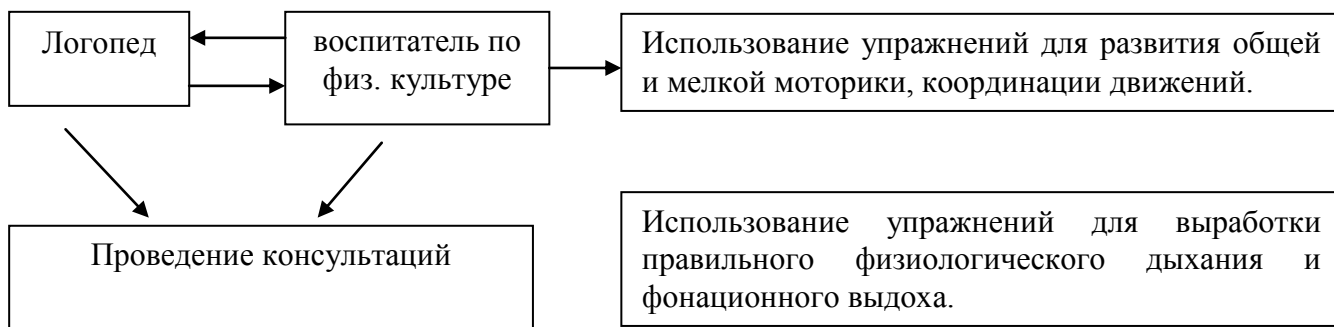 Логопед
воспитатель по
физ. культуре
Использование упражнений для развития общей
и мелкой моторики, координации движений.
Проведение консультаций
Использование упражнений для выработки
правильного физиологического дыхания и
фонационного выдоха.